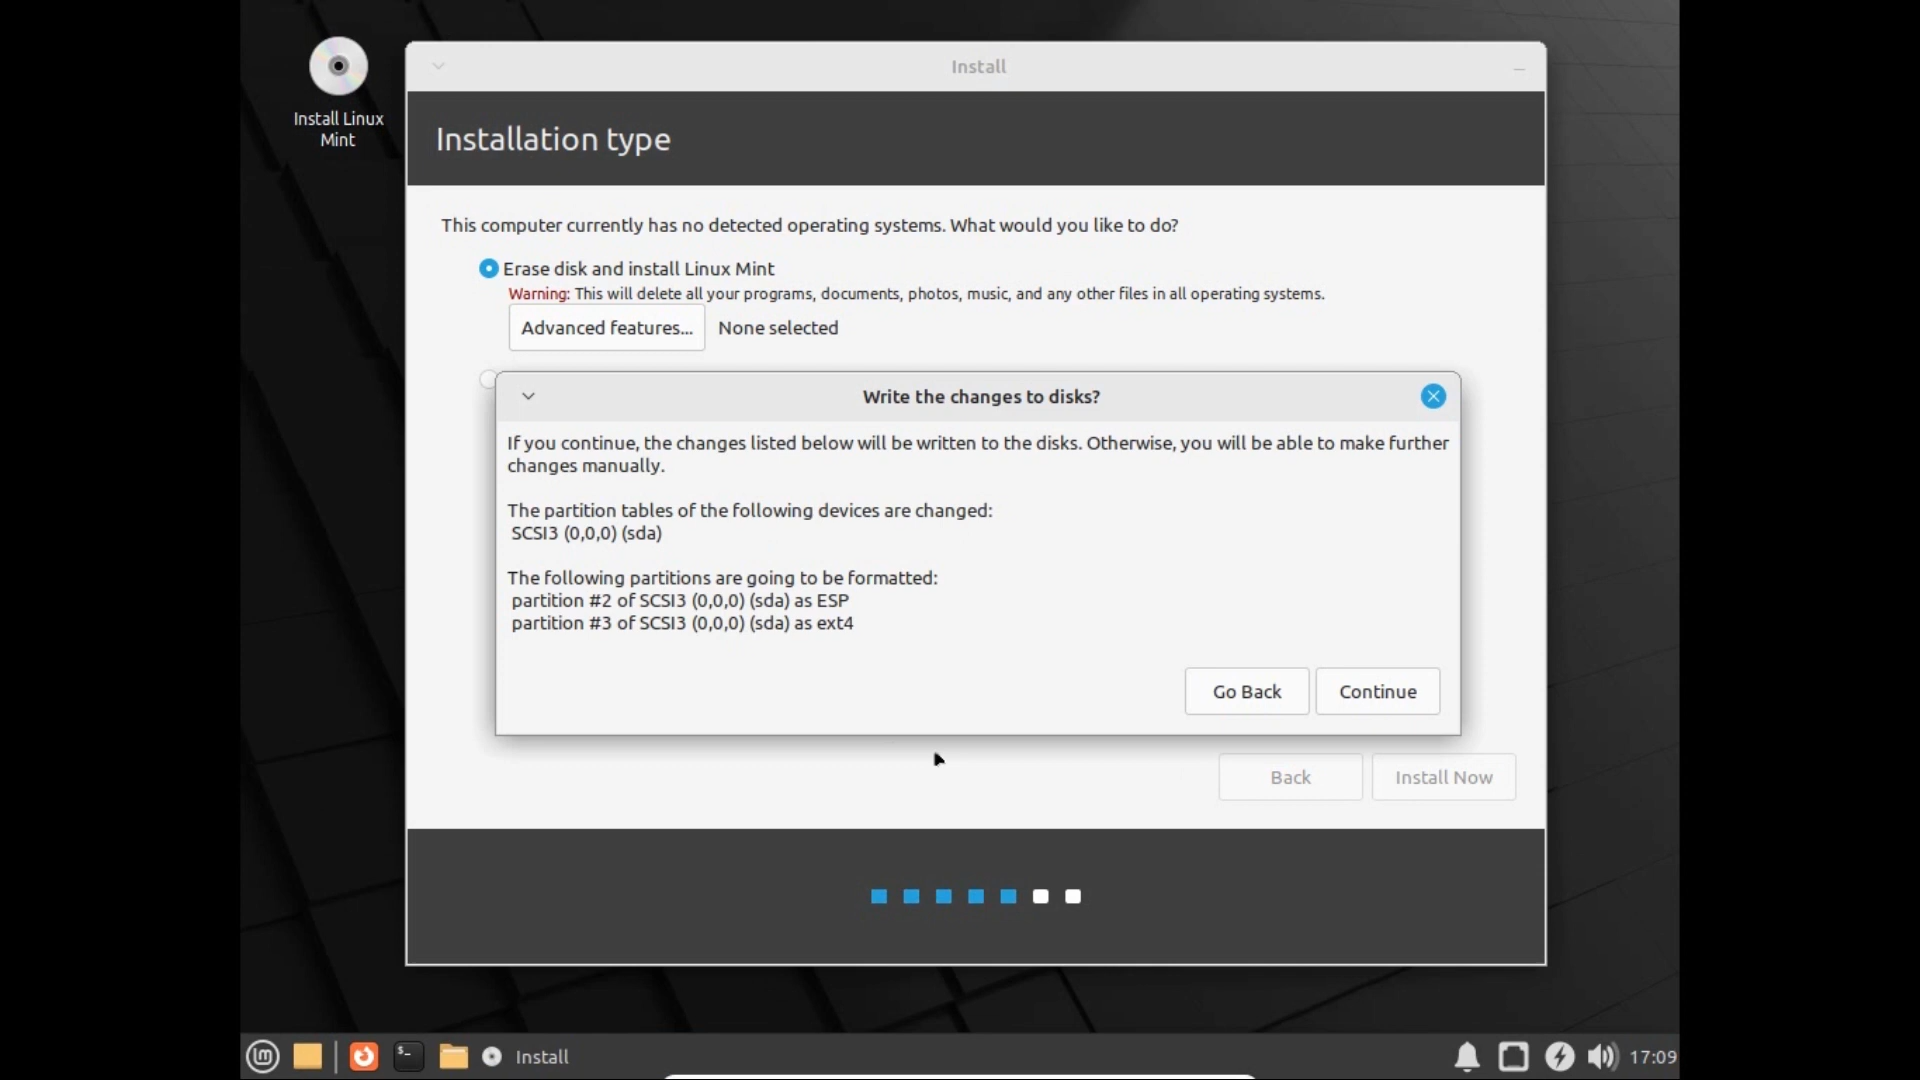 Install Linux
Mint
Install
Installation type
This computer currently has no detected operating systems. What would you like to do?
Erase disk and install Linux Mint
Warning: This will delete all your programs, documents, photos, music, and any other files in all operating systems.
Advanced features... None selected
Write the changes to disks?
If you continue, the changes listed below will be written to the disks. Otherwise, you will be able to make further
changes manually.
The partition tables of the following devices are changed:
SCSI3 (0,0,0) (sda)
The following partitions are going to be formatted:
partition #2 of SCSI3 (0,0,0) (sda) as ESP
partition #3 of SCSI3 (0,0,0) (sda) as ext4
Go Back Continue
Back Install Now
Install 17:09